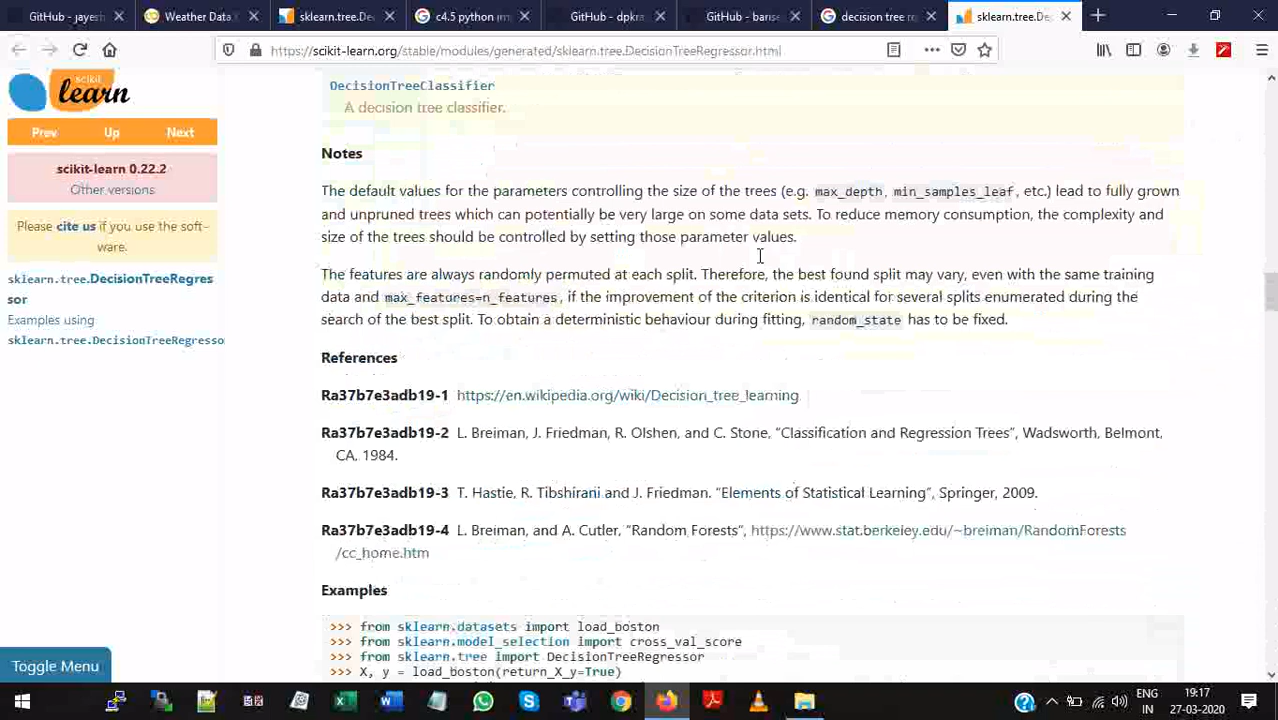 GitHub - jayesh
Weather Data
sklearn.tree.Dec
c4.5 python
GitHub - dpkr
GitHub - barise
decision tree re
sklearn.tree.Dec
https://scikit-learn.org/stable/modules/generated/sklearn.tree.DecisionTreeRegressor.html
scikit
learn
Prev Up Next
scikit-learn 0.22.2
Other versions
Please cite us if you use the soft-
ware.
sklearn.tree.DecisionTreeRegres
sor
Examples using
sklearn.tree.DecisionTreeRegresso
Toggle Menu
DecisionTreeClassifier
A decision tree classifier.
Notes
The default values for the parameters controlling the size of the trees (e.g. max_depth, min_samples_leaf, etc.) lead to fully grown
and unpruned trees which can potentially be very large on some data sets. To reduce memory consumption, the complexity and
size of the trees should be controlled by setting those parameter values.
The features are always randomly permuted at each split. Therefore, the best found split may vary, even with the same training
data and max_features=n_features, if the improvement of the criterion is identical for several splits enumerated during the
search of the best split. To obtain a deterministic behaviour during fitting, random_state has to be fixed.
References
Ra37b7e3adb19-1 https://en.wikipedia.org/wiki/Decision_tree_learning
Ra37b7e3adb19-2 L. Breiman, J. Friedman, R. Olshen, and C. Stone, “Classification and Regression Trees”, Wadsworth, Belmont,
CA, 1984.
Ra37b7e3adb19-3 T. Hastie, R. Tibshirani and J. Friedman. “Elements of Statistical Learning”, Springer, 2009.
Ra37b7e3adb19-4 L. Breiman, and A. Cutler, “Random Forests”, https://www.stat.berkeley.edu/~breiman/RandomForests
/cc_home.htm
Examples
>>> from sklearn.datasets import load_boston
>>> from sklearn.model_selection import cross_val_score
>>> from sklearn.tree import DecisionTreeRegressor
>>> X, y = load_boston(return_X_y=True)
ENG
IN
19:17
27-03-2020